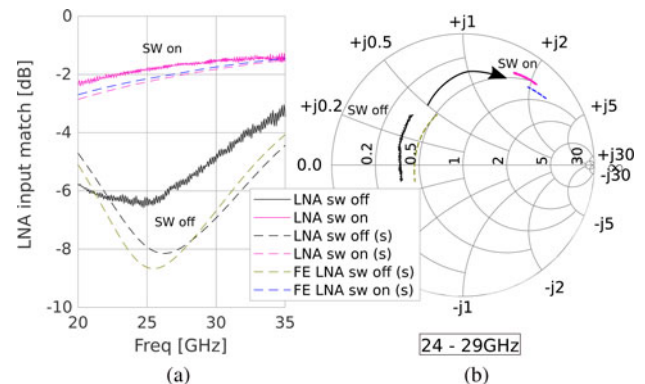 0
-2
-4
-6
-8
-10
LNA input match [dB]
SW on
SW off
20
25
30
35
Freq [GHz]
(a)
LNA sw off
LNA sw on
LNA sw off (s)
LNA sw on (s)
FE LNA sw off (s)
FE LNA sw on (s)
+j1
+j0.5
+j2
SW on
+j0.2
SW off
+j5
0.0
0.2
0.5
1
2
5
30
+j30
∞
-j30
-j5
-j2
-j1
24 - 29GHz
(b)